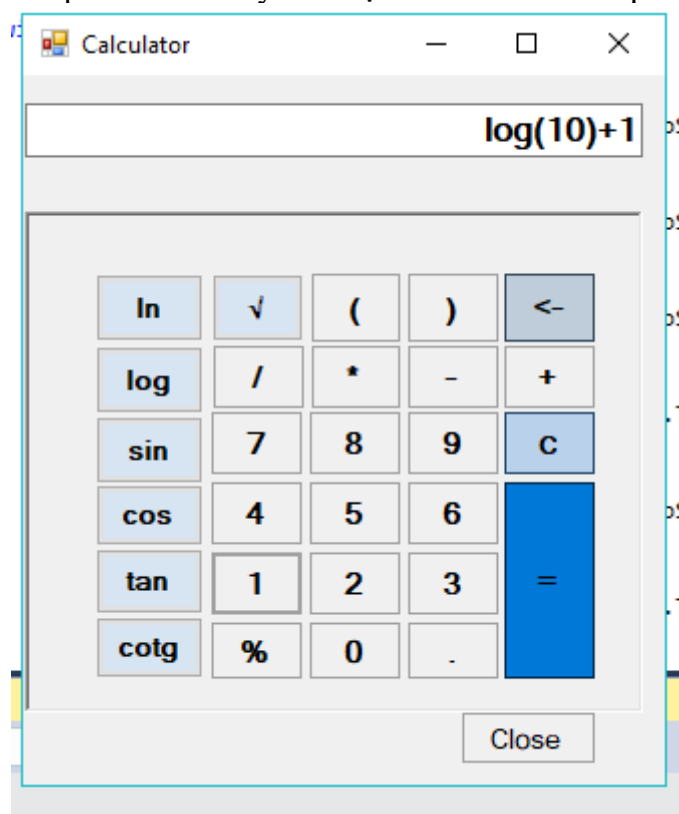 Calculator
log(10)+1
ln √ ( ) <-
log / * - +
sin 7 8 9 C
cos 4 5 6
tan 1 2 3 =
cotg % 0 .
Close